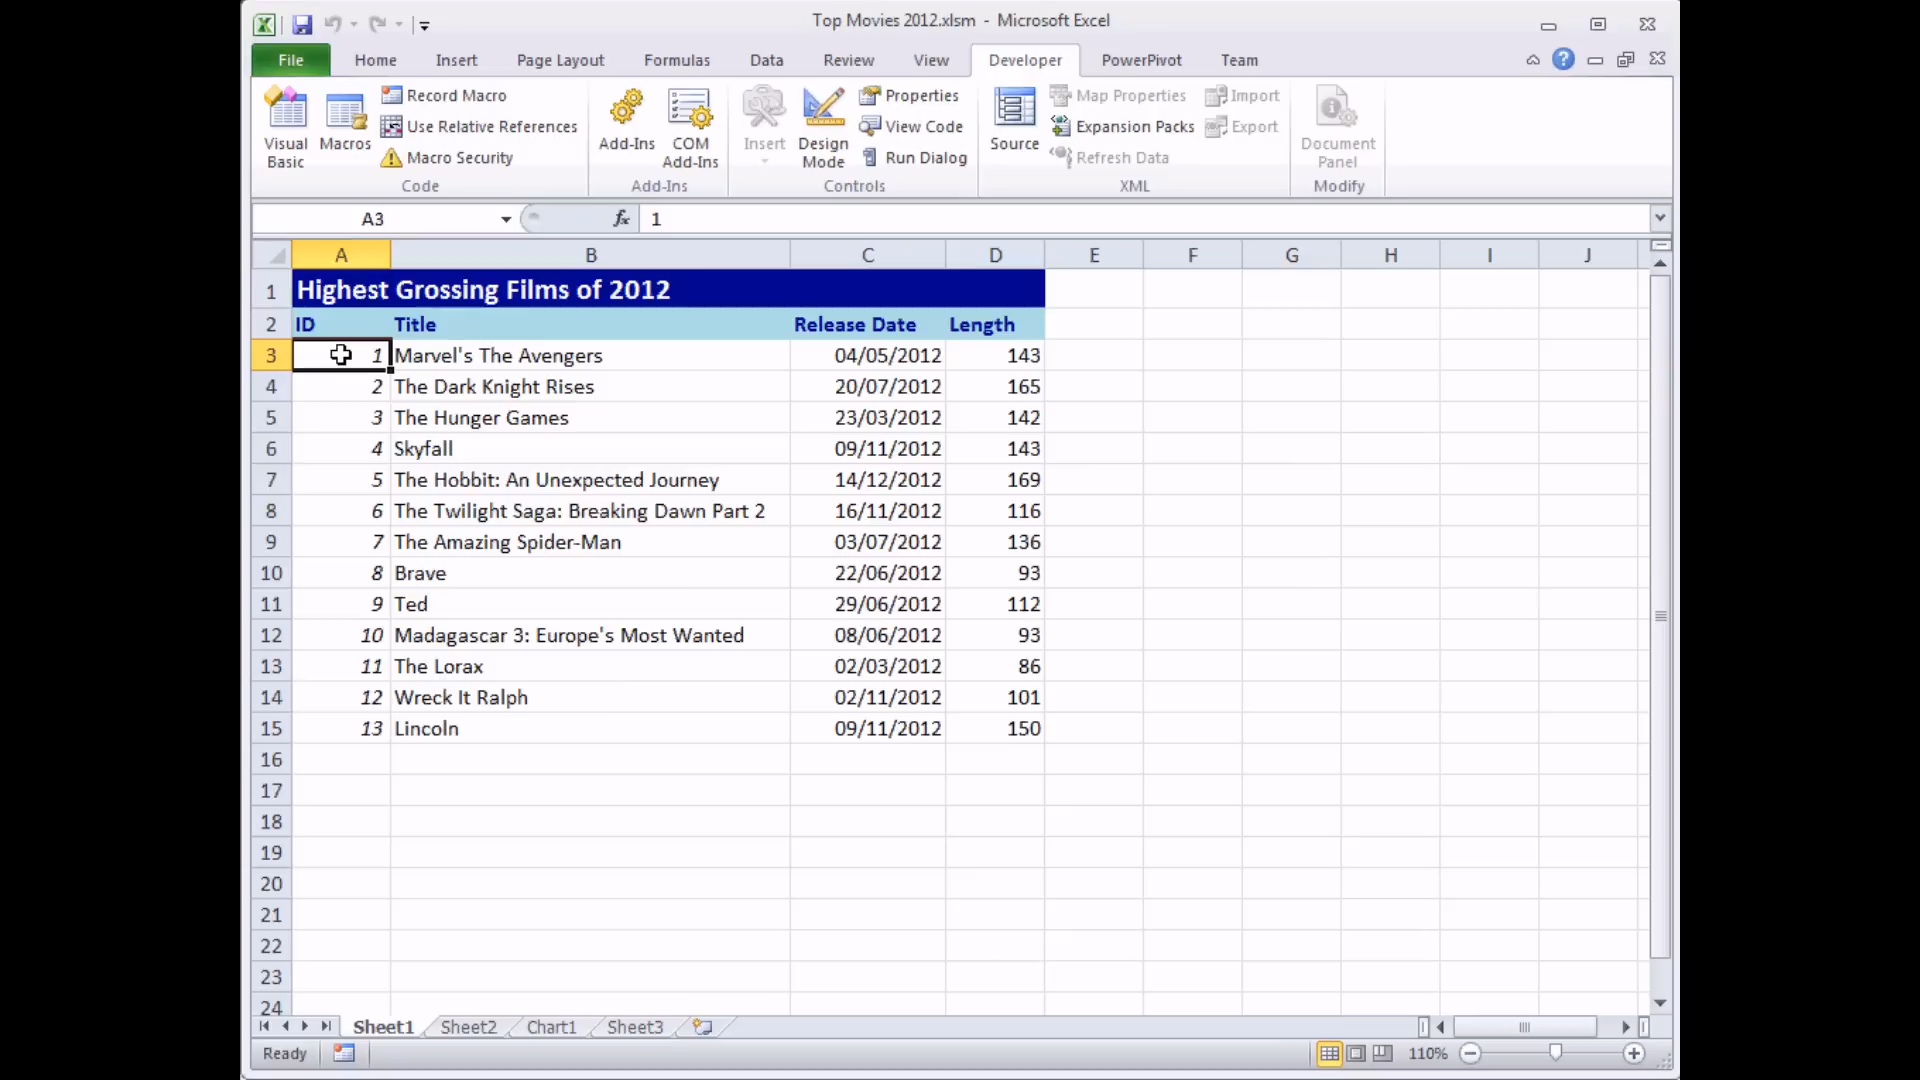 Top Movies 2012.xlsm - Microsoft Excel
File Home Insert Page Layout Formulas Data Review View Developer PowerPivot Team
Visual Basic
Macros
Record Macro
Use Relative References
Macro Security
Code
Add-Ins
COM Add-Ins
Add-Ins
Insert
Design Mode
Properties
View Code
Run Dialog
Controls
Source
Map Properties
Expansion Packs
Refresh Data
Import
Export
XML
Document Panel
Modify
A3 fx 1
A B C D E F G H I J
1 Highest Grossing Films of 2012
2 ID Title Release Date Length
3 1 Marvel's The Avengers 04/05/2012 143
4 2 The Dark Knight Rises 20/07/2012 165
5 3 The Hunger Games 23/03/2012 142
6 4 Skyfall 09/11/2012 143
7 5 The Hobbit: An Unexpected Journey 14/12/2012 169
8 6 The Twilight Saga: Breaking Dawn Part 2 16/11/2012 116
9 7 The Amazing Spider-Man 03/07/2012 136
10 8 Brave 22/06/2012 93
11 9 Ted 29/06/2012 112
12 10 Madagascar 3: Europe's Most Wanted 08/06/2012 93
13 11 The Lorax 02/03/2012 86
14 12 Wreck It Ralph 02/11/2012 101
15 13 Lincoln 09/11/2012 150
16
17
18
19
20
21
22
23
24
Sheet1 Sheet2 Chart1 Sheet3
Ready 110%